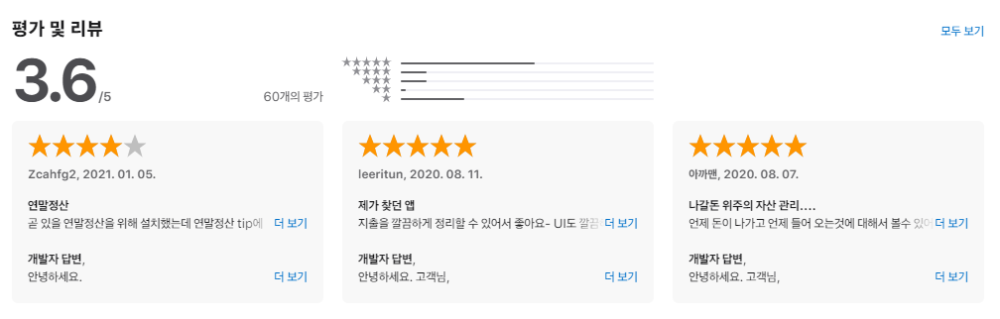 평가 및 리뷰
모두 보기
3.6/5
60개의 평가
Zcahfg2, 2021. 01. 05.
연말정산
곧 있을 연말정산을 위해 설치했는데 연말정산 tip에 더 보기
개발자 답변,
안녕하세요. 더 보기
leeritun, 2020. 08. 11.
제가 찾던 앱
지출을 깔끔하게 정리할 수 있어서 좋아요~ UI도 깔끔 더 보기
개발자 답변,
안녕하세요. 고객님, 더 보기
아까맨, 2020. 08. 07.
나갈돈 위주의 자산 관리....
언제 돈이 나가고 언제 들어 오는것에 대해서 볼수 있어 더 보기
개발자 답변,
안녕하세요. 고객님, 더 보기